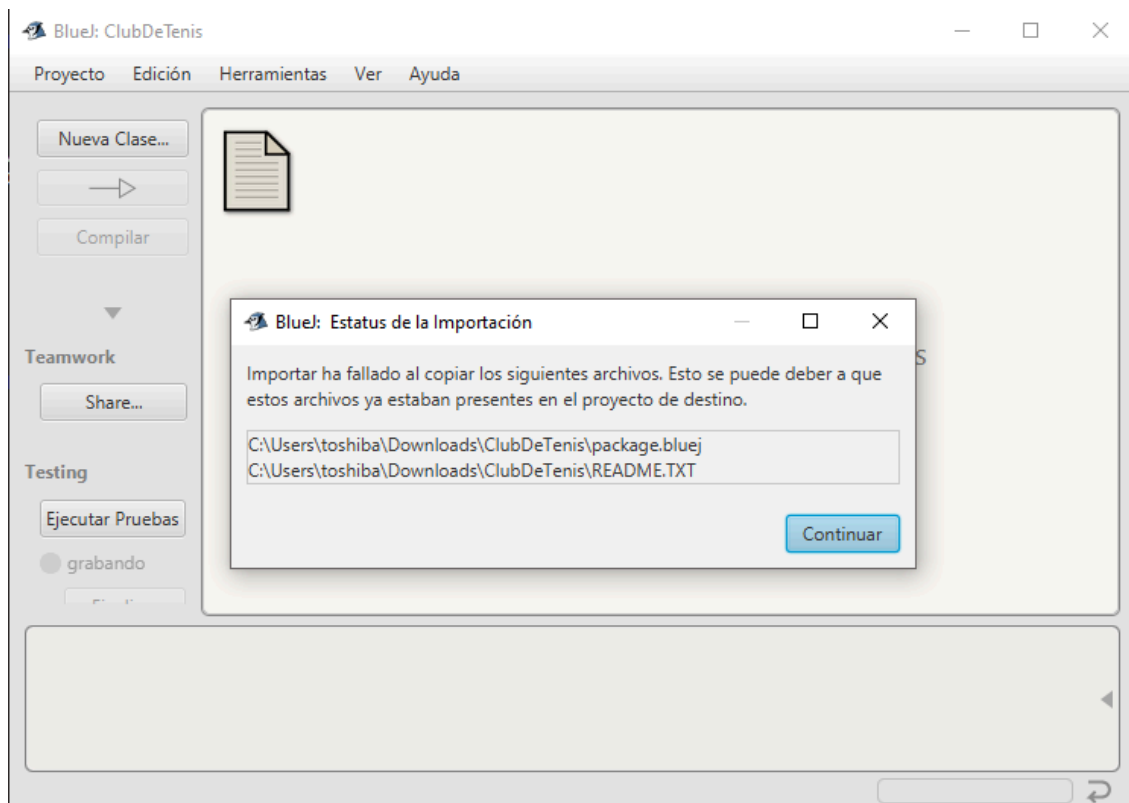 BlueJ: ClubDeTenis
Proyecto Edición Herramientas Ver Ayuda
Nueva Clase...
Compilar
Teamwork
Share...
Testing
Ejecutar Pruebas
grabando
BlueJ: Estatus de la Importación
Importar ha fallado al copiar los siguientes archivos. Esto se puede deber a que
estos archivos ya estaban presentes en el proyecto de destino.
C:\Users\toshiba\Downloads\ClubDeTenis\package.bluej
C:\Users\toshiba\Downloads\ClubDeTenis\README.TXT
Continuar